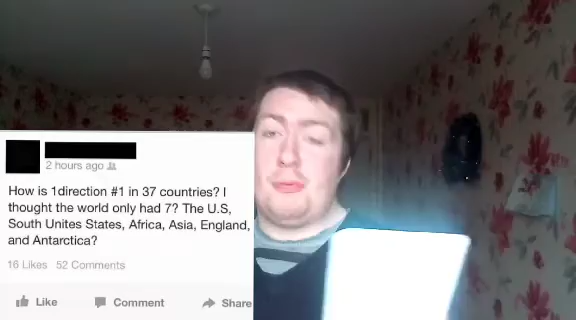 2 hours ago
How is 1direction #1 in 37 countries? I
thought the world only had 7? The U.S,
South Unites States, Africa, Asia, England,
and Antarctica?
16 Likes 52 Comments
Like Comment Share